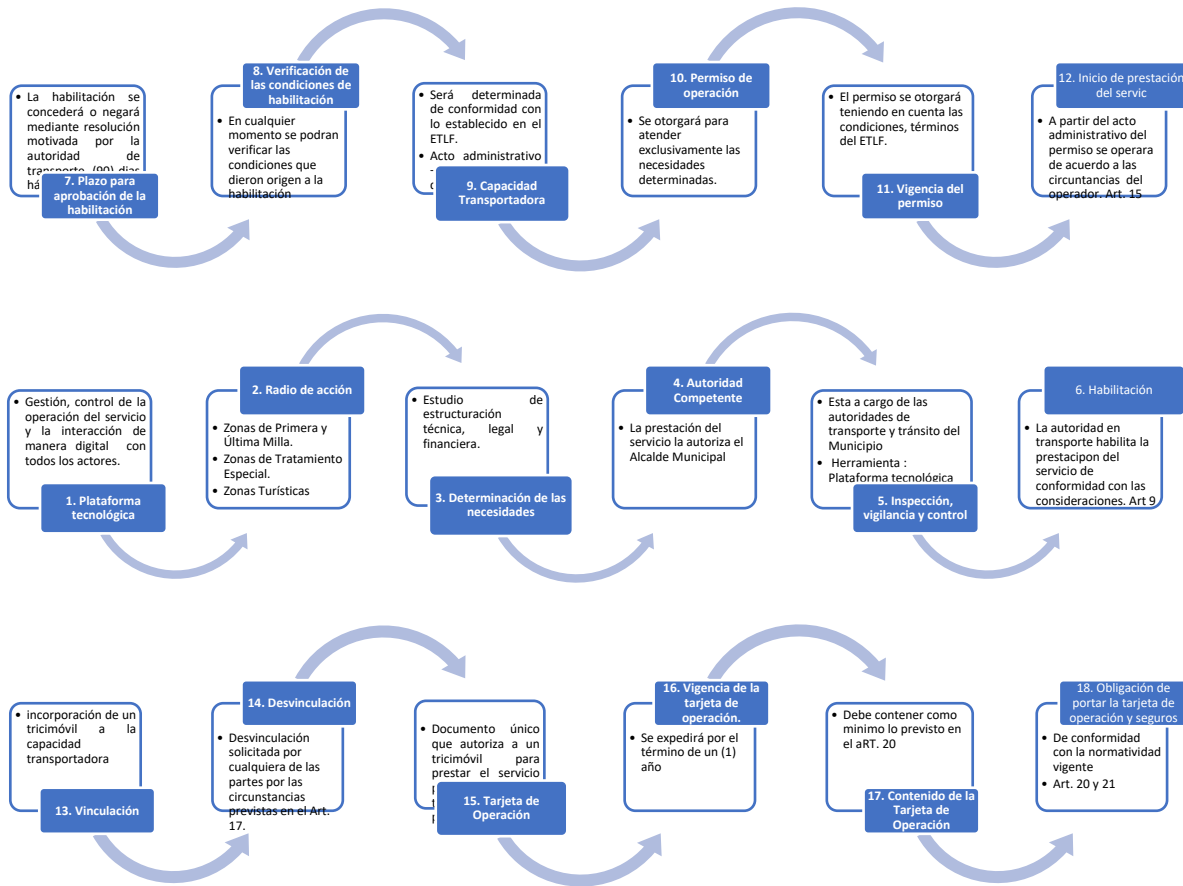 • La habilitación se
concederá o negará
mediante resolución
motivada por la
autoridad de
transporte. (90) dias
7. Plazo para
aprobación de la
habilitación
8. Verificación de
las condiciones de
habilitación
• En cualquier
momento se podran
verificar las
condiciones que
dieron origen a la
habilitación
• Será determinada
de conformidad con
lo establecido en el
ETLF.
• Acto administrativo
9. Capacidad
Transportadora
10. Permiso de
operación
• Se otorgará para
atender
exclusivamente las
necesidades
determinadas.
• El permiso se otorgará
teniendo en cuenta las
condiciones, términos
del ETLF.
11. Vigencia del
permiso
12. Inicio de prestación
del servic
• A partir del acto
administrativo del
permiso se operara
de acuerdo a las
circuntancias del
operador. Art. 15
• Gestión, control de la
operación del servicio
y la interacción de
manera digital con
todos los actores.
1. Plataforma
tecnológica
2. Radio de acción
• Zonas de Primera y
Última Milla.
• Zonas de Tratamiento
Especial.
• Zonas Turísticas
• Estudio de
estructuración
técnica, legal y
financiera.
3. Determinación de las
necesidades
4. Autoridad
Competente
• La prestación del
servicio la autoriza el
Alcalde Municipal
• Esta a cargo de las
autoridades de
transporte y tránsito del
Municipio
• Herramienta :
Plataforma tecnológica
5. Inspección,
vigilancia y control
6. Habilitación
• La autoridad en
transporte habilita la
prestacipon del
servicio de
conformidad con las
consideraciones. Art 9
• incorporación de un
tricimóvil a la
capacidad
transportadora
13. Vinculación
14. Desvinculación
• Desvinculación
solicitada por
cualquiera de las
partes por las
circunstancias
previstas en el Art.
17.
• Documento único
que autoriza a un
tricimóvil para
prestar el servicio
15. Tarjeta de
Operación
16. Vigencia de la
tarjeta de
operación.
• Se expedirá por el
término de un (1)
año
• Debe contener como
minimo lo previsto en
el aRT. 20
17. Contenido de la
Tarjeta de
Operación
18. Obligación de
portar la tarjeta de
operación y seguros
• De conformidad
con la normatividad
vigente
• Art. 20 y 21